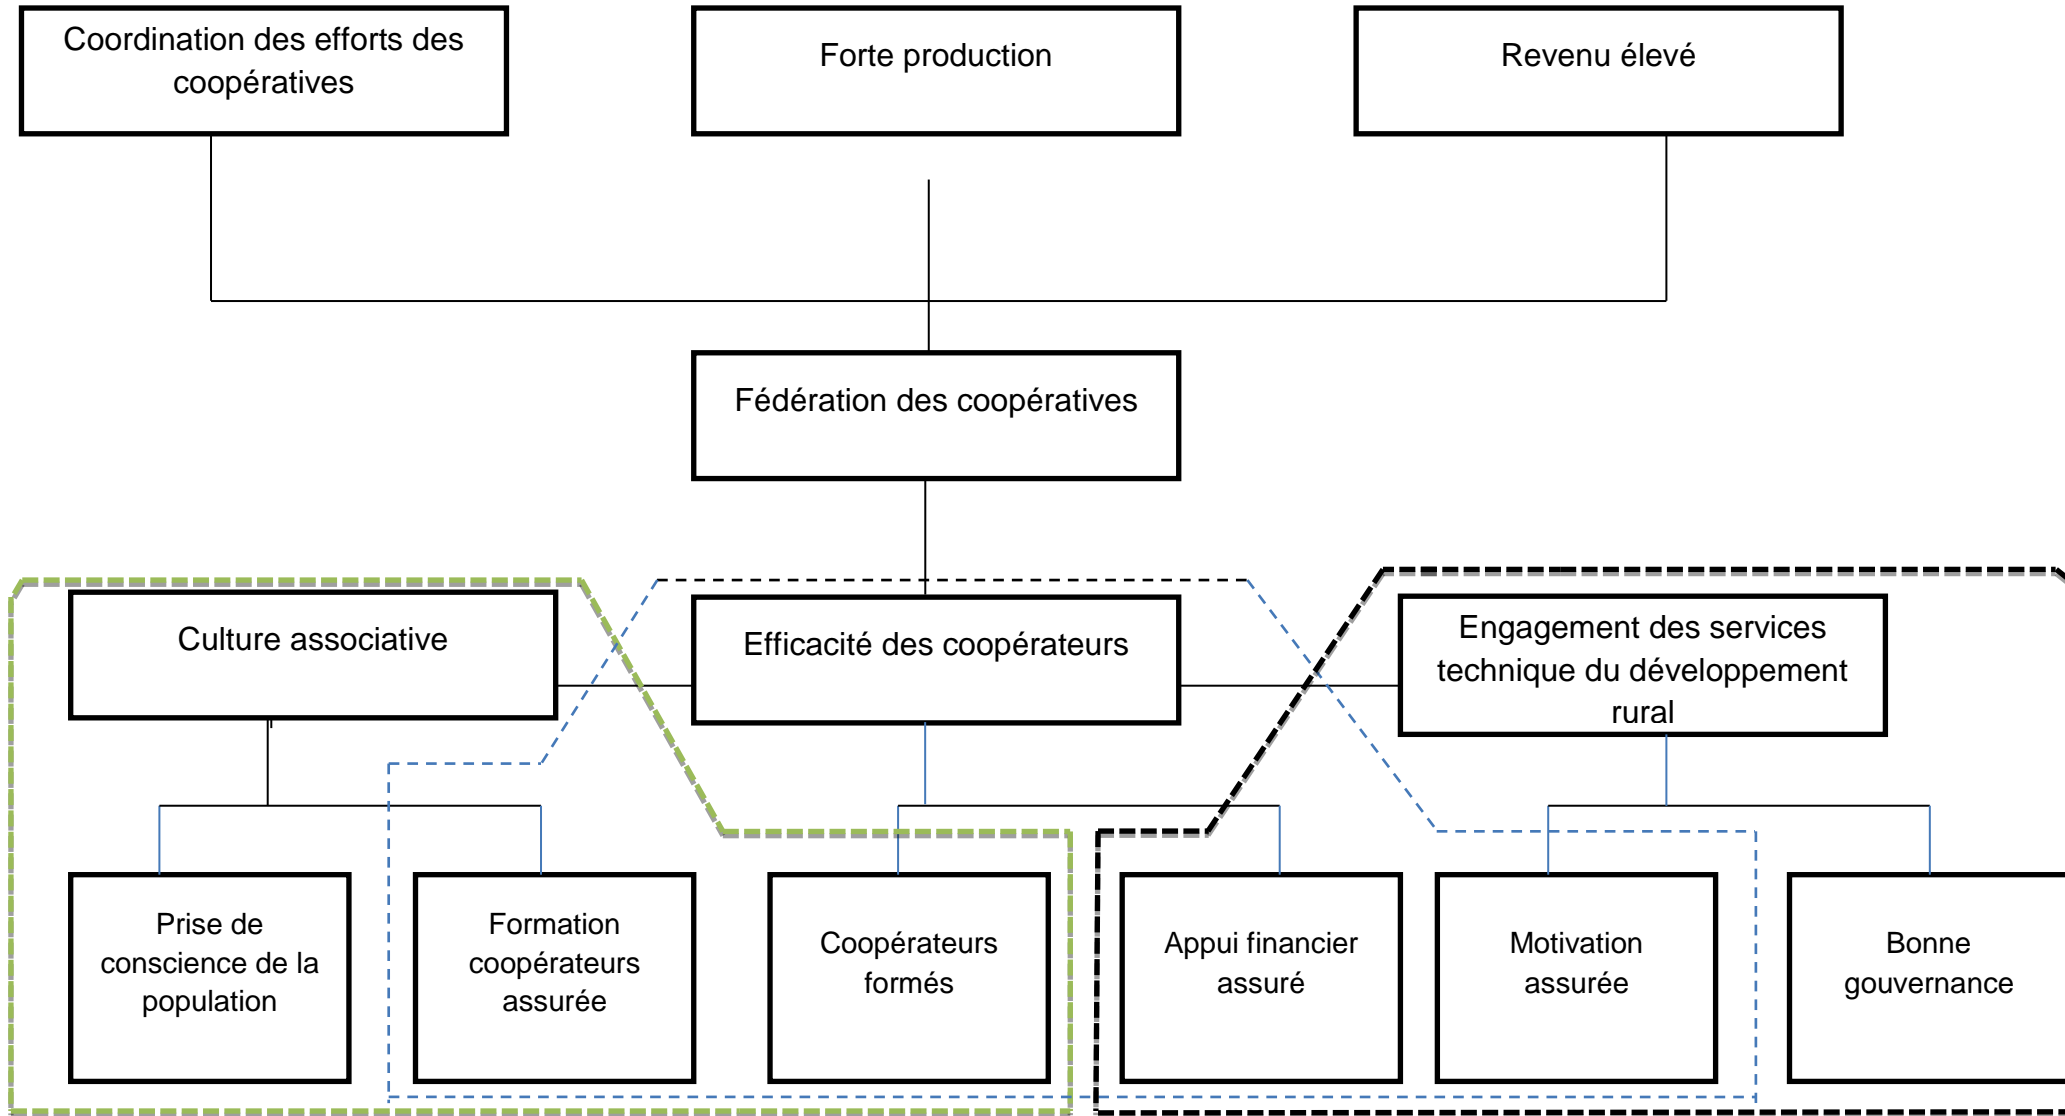 Coordination des efforts des
coopératives
Forte production
Revenu élevé
Fédération des coopératives
Culture associative
Efficacité des coopérateurs
Engagement des services
technique du développement
rural
Prise de
conscience de la
population
Formation
coopérateurs
assurée
Coopérateurs
formés
Appui financier
assuré
Motivation
assurée
Bonne
gouvernance